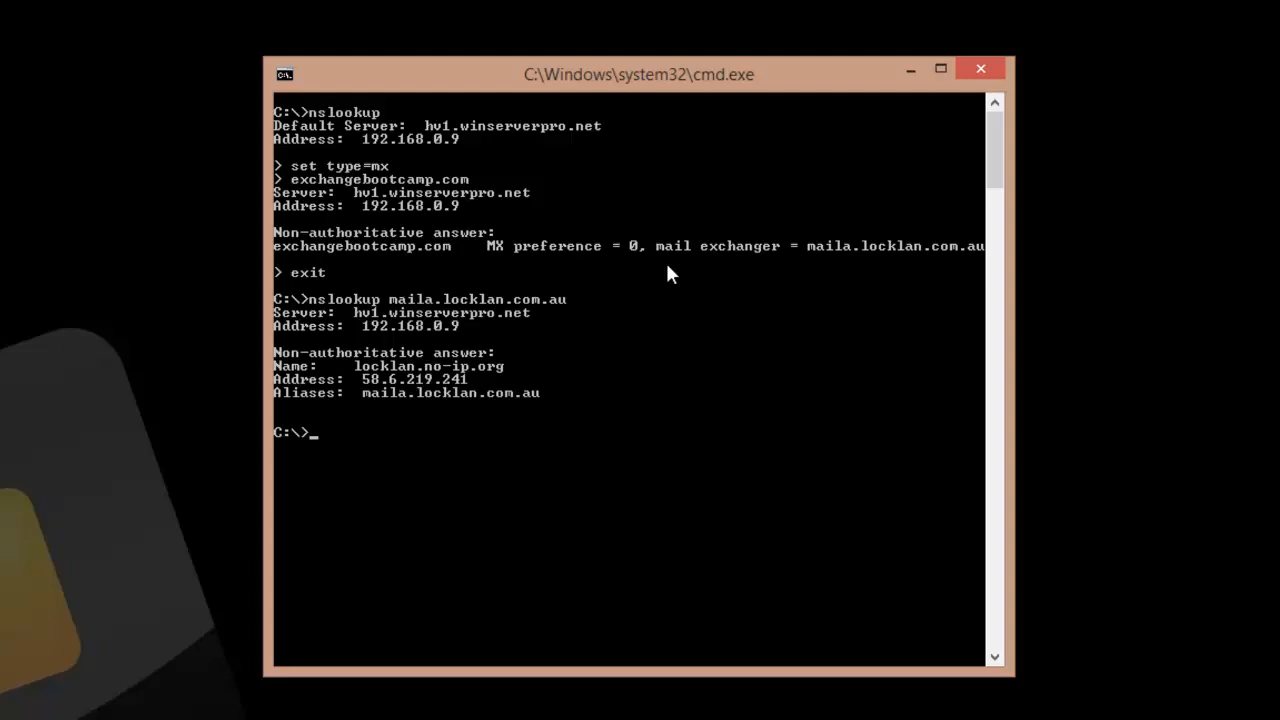 C:\Windows\system32\cmd.exe
C:\>nslookup
Default Server:  hv1.winserverpro.net
Address:  192.168.0.9
> set type=mx
> exchangebootcamp.com
Server:  hv1.winserverpro.net
Address:  192.168.0.9
Non-authoritative answer:
exchangebootcamp.com    MX preference = 0, mail exchanger = maila.locklan.com.au
> exit
C:\>nslookup maila.locklan.com.au
Server:  hv1.winserverpro.net
Address:  192.168.0.9
Non-authoritative answer:
Name:    locklan.no-ip.org
Address:  58.6.219.241
Aliases:  maila.locklan.com.au
C:\>_